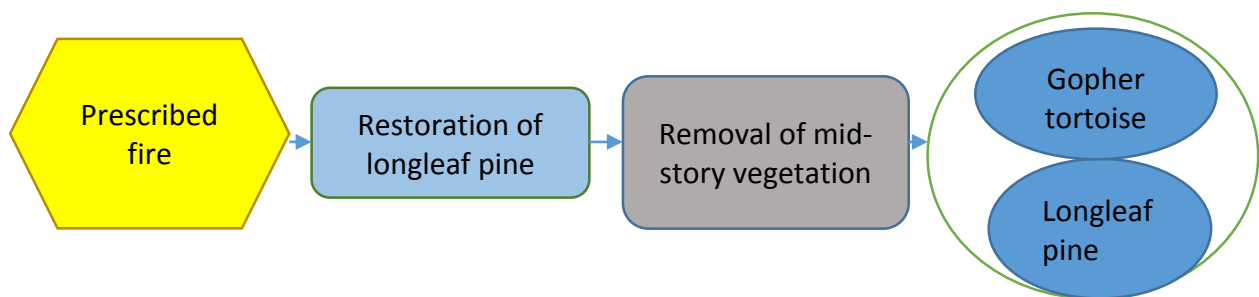 Prescribed
fire
Restoration of
longleaf pine
Removal of mid-
story vegetation
Gopher
tortoise
Longleaf
pine